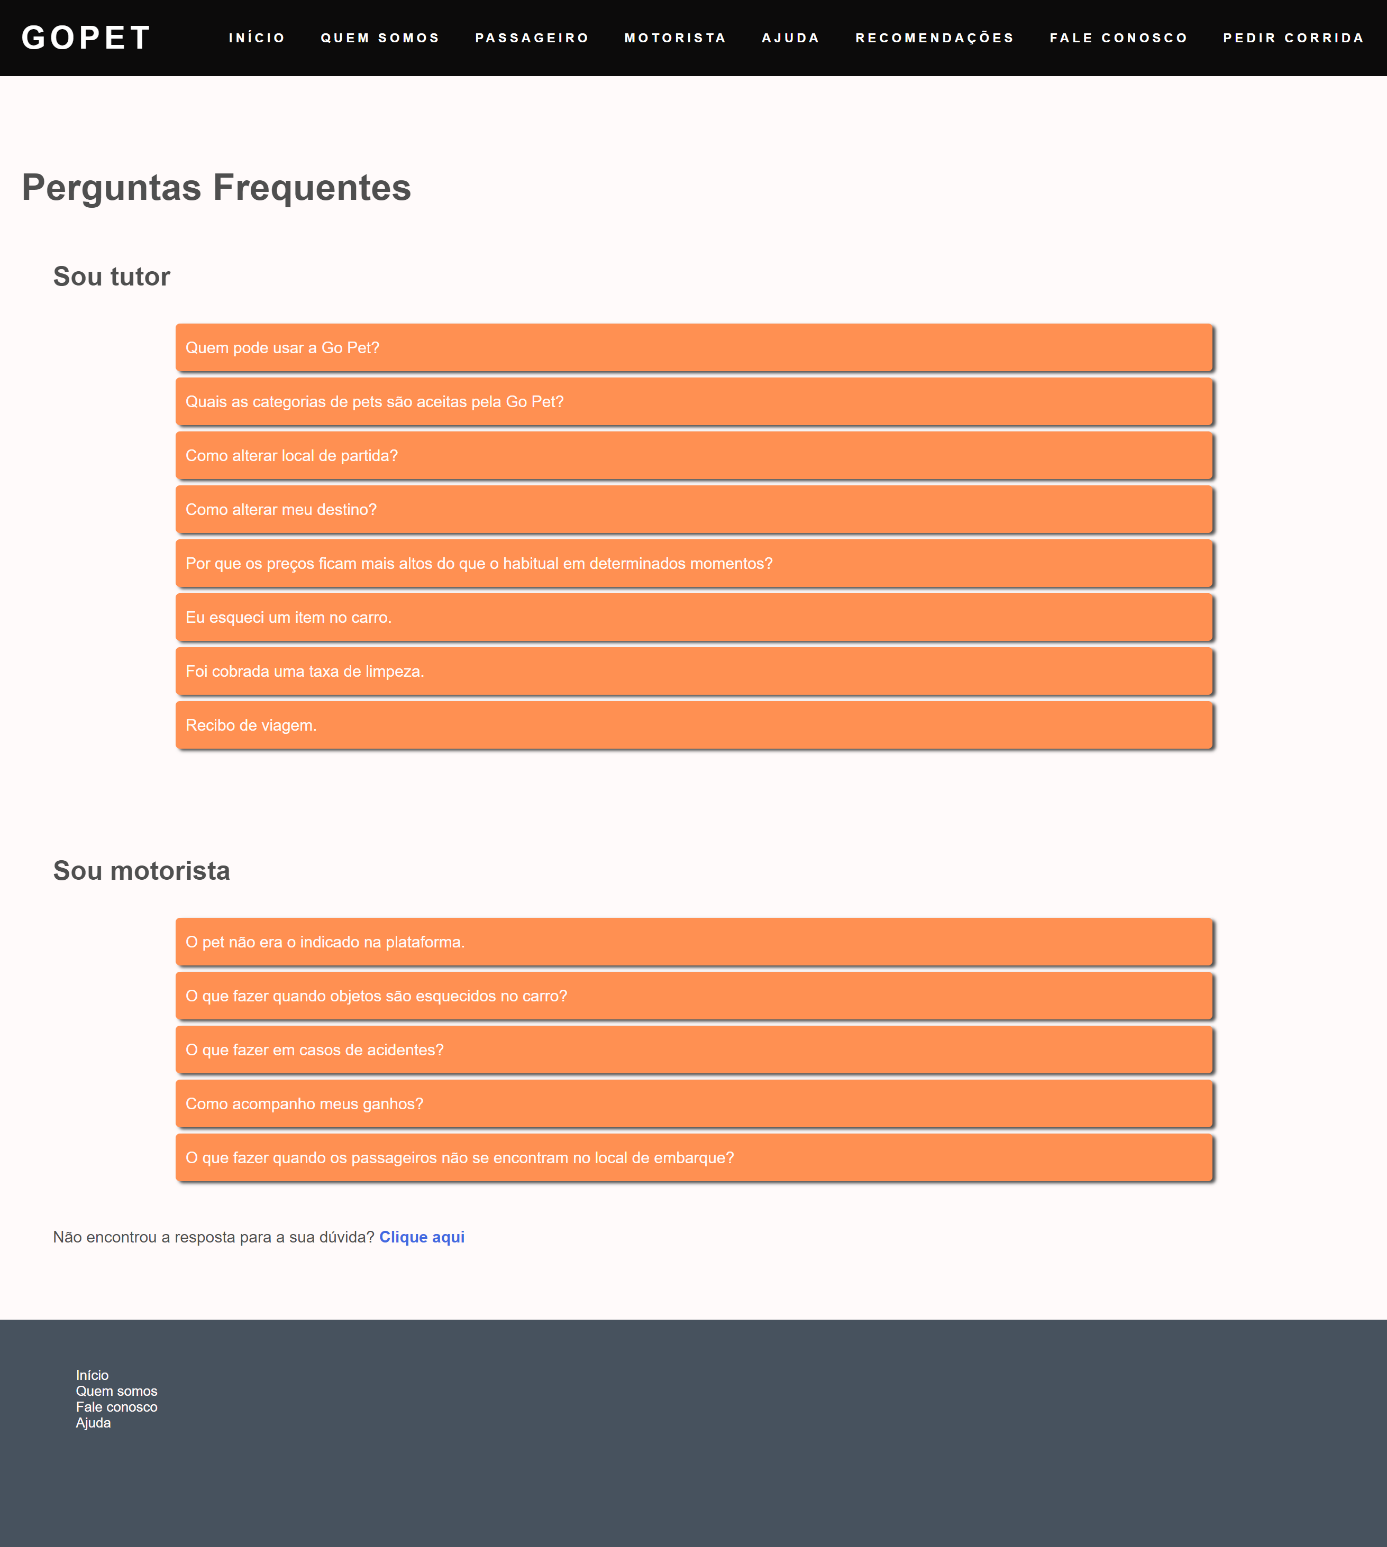 GOPET
INÍCIO
QUEM SOMOS
PASSAGEIRO
MOTORISTA
AJUDA
RECOMENDAÇÕES
FALE CONOSCO
PEDIR CORRIDA
Perguntas Frequentes
Sou tutor
Quem pode usar a Go Pet?
Quais as categorias de pets são aceitas pela Go Pet?
Como alterar local de partida?
Como alterar meu destino?
Por que os preços ficam mais altos do que o habitual em determinados momentos?
Eu esqueci um item no carro.
Foi cobrada uma taxa de limpeza.
Recibo de viagem.
Sou motorista
O pet não era o indicado na plataforma.
O que fazer quando objetos são esquecidos no carro?
O que fazer em casos de acidentes?
Como acompanho meus ganhos?
O que fazer quando os passageiros não se encontram no local de embarque?
Não encontrou a resposta para a sua dúvida? Clique aqui
Início
Quem somos
Fale conosco
Ajuda